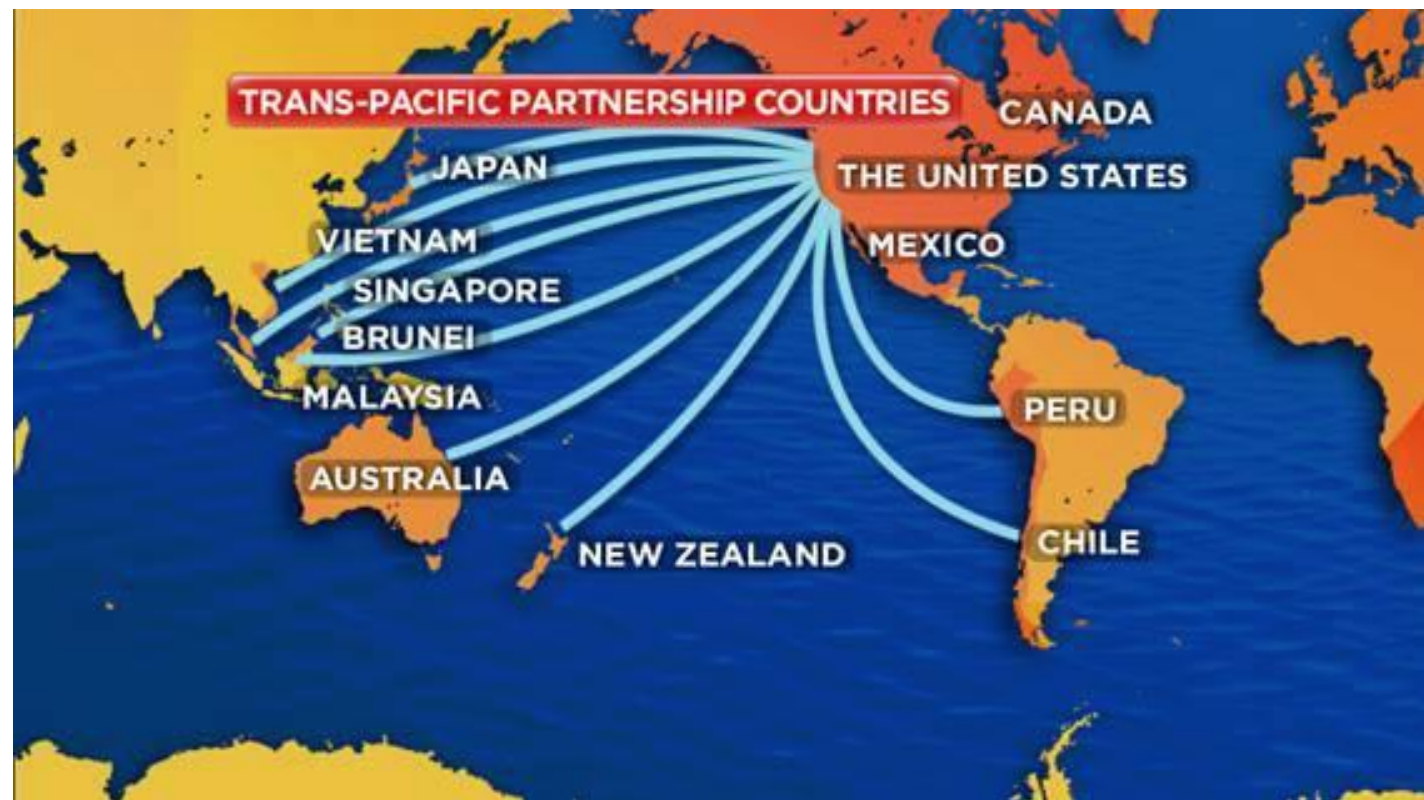 TRANS-PACIFIC PARTNERSHIP COUNTRIES
CANADA
JAPAN
THE UNITED STATES
VIETNAM
MEXICO
SINGAPORE
BRUNEI
MALAYSIA
PERU
AUSTRALIA
CHILE
NEW ZEALAND